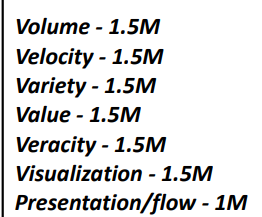 Volume - 1.5M
Velocity - 1.5M
Variety - 1.5M
Value - 1.5M
Veracity - 1.5M
Visualization - 1.5M
Presentation/flow - 1M